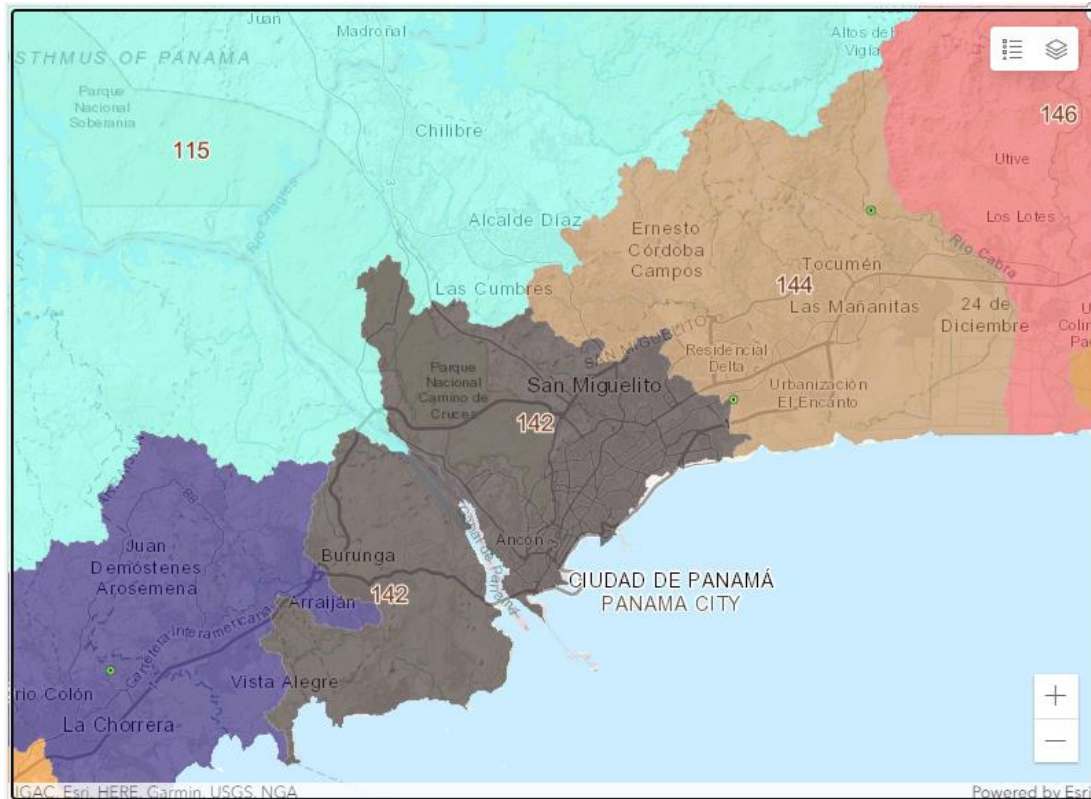 Juan
Madroñal
Altos de
Vigía
ISTHMUS OF PANAMA
Parque
Nacional
Soberanía
146
Chilibre
115
Utive
Alcalde Díaz
Los Lotes
Ernesto
Córdoba
Campos
Río Chagres
Río Cabra
Tocumén
Las Cumbres
144
Las Mañanitas
24 de
Diciembre
SAN MIGUELITO
Residencial
Delta
Parque
Nacional
Camino de
Cruces
San Miguelito
Urbanización
El Encanto
142
Juan
Demóstenes
Arosemena
Burunga
Ancón
Canal de Panamá
CIUDAD DE PANAMÁ
PANAMA CITY
142
Arraiján
Carretera Interamericana
Vista Alegre
rio Colón
La Chorrera
IGAC, Esri, HERE, Garmin, USGS, NGA
Powered by Esri